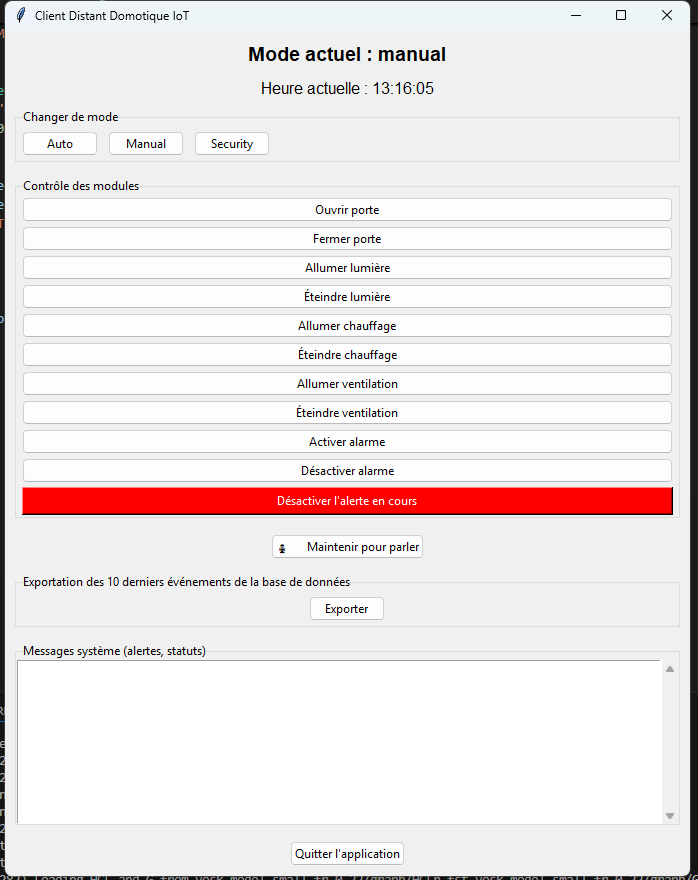 Client Distant Domotique IoT
Mode actuel : manual
Heure actuelle : 13:16:05
Changer de mode
Auto Manual Security
Contrôle des modules
Ouvrir porte
Fermer porte
Allumer lumière
Éteindre lumière
Allumer chauffage
Éteindre chauffage
Allumer ventilation
Éteindre ventilation
Activer alarme
Désactiver alarme
Désactiver l'alerte en cours
Maintenir pour parler
Exportation des 10 derniers événements de la base de données
Exporter
Messages système (alertes, statuts)
Quitter l'application